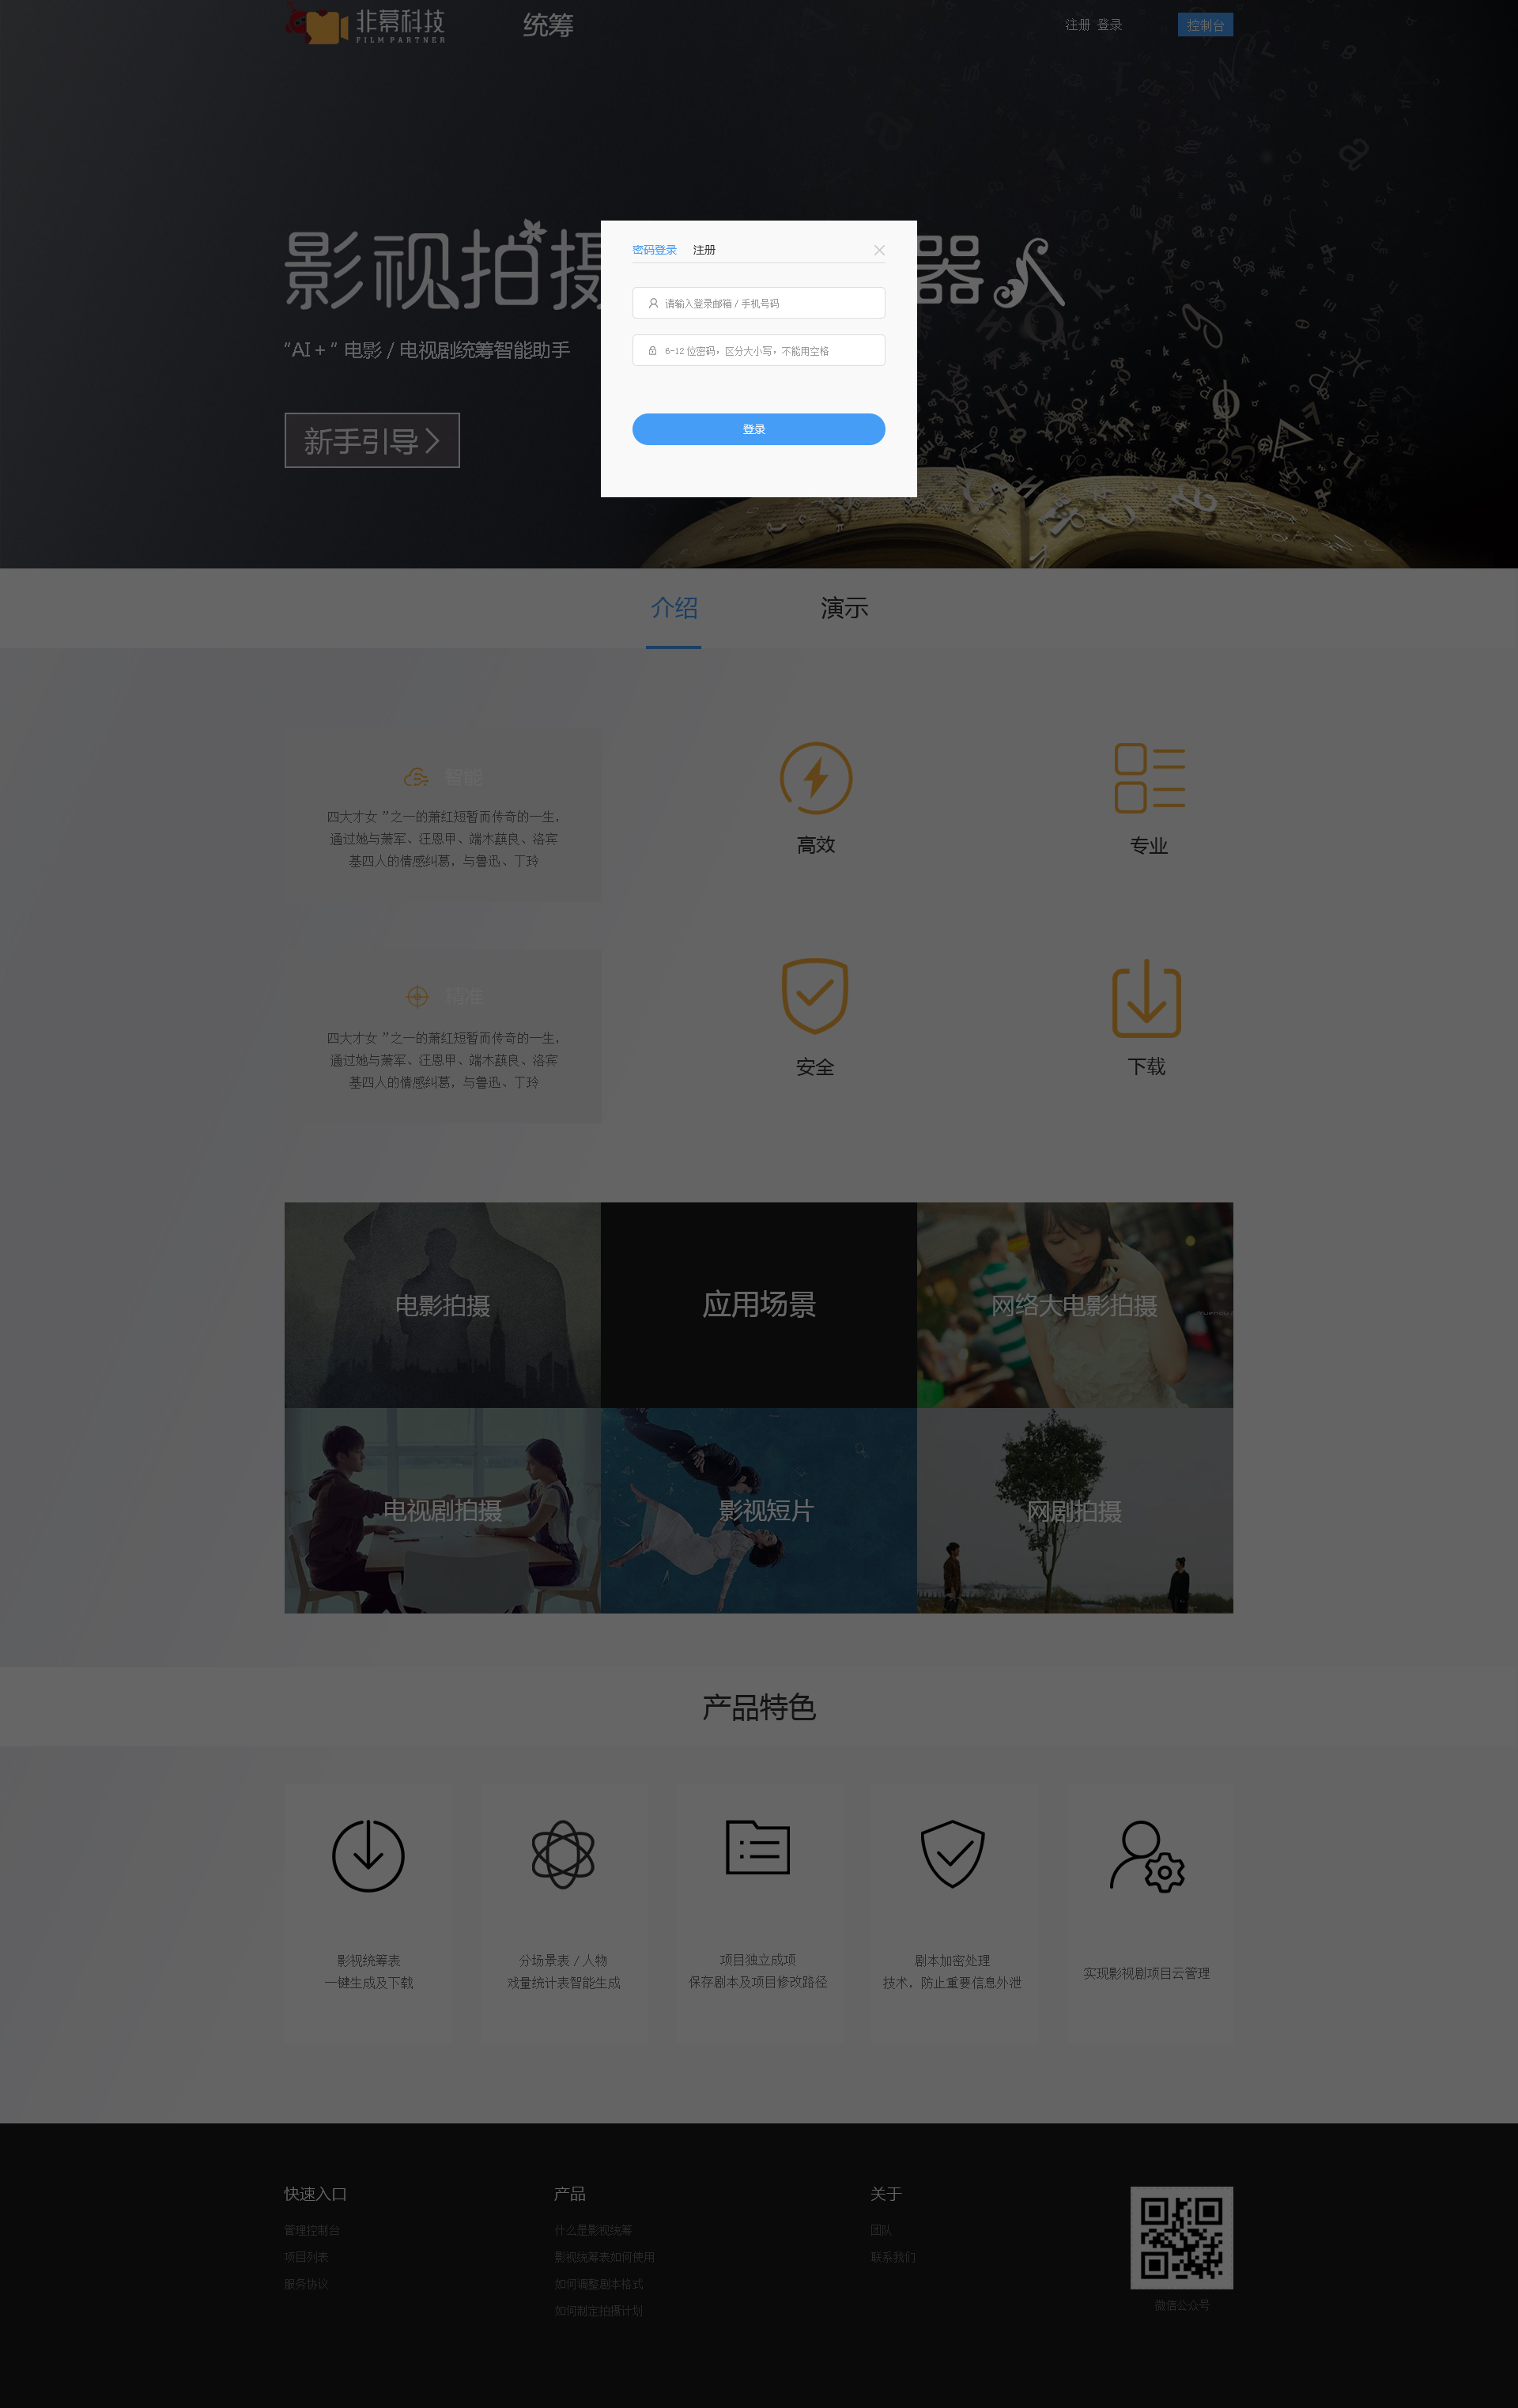 非幕科技
FILM PARTNER
统筹
注册 登录
控制台
密码登录 注册
影视拍摄
器
请输入登录邮箱 / 手机号码
“AI + ” 电影 / 电视剧统筹智能助手
6-12 位密码，区分大小写，不能用空格
新手引导
登录
介绍
演示
智能
四大才女 ”之一的萧红短暂而传奇的一生，
通过她与萧军、汪恩甲、端木蕻良、洛宾
基四人的情感纠葛，与鲁迅、丁玲
高效
专业
精准
四大才女 ”之一的萧红短暂而传奇的一生，
通过她与萧军、汪恩甲、端木蕻良、洛宾
基四人的情感纠葛，与鲁迅、丁玲
安全
下载
电影拍摄
应用场景
网络大电影拍摄
电视剧拍摄
影视短片
网剧拍摄
产品特色
影视统筹表
一键生成及下载
分场景表 / 人物
戏量统计表智能生成
项目独立成项
保存剧本及项目修改路径
剧本加密处理
技术，防止重要信息外泄
实现影视剧项目云管理
快速入口
管理控制台
项目列表
服务协议
产品
什么是影视统筹
影视统筹表如何使用
如何调整剧本格式
如何制定拍摄计划
关于
团队
联系我们
微信公众号